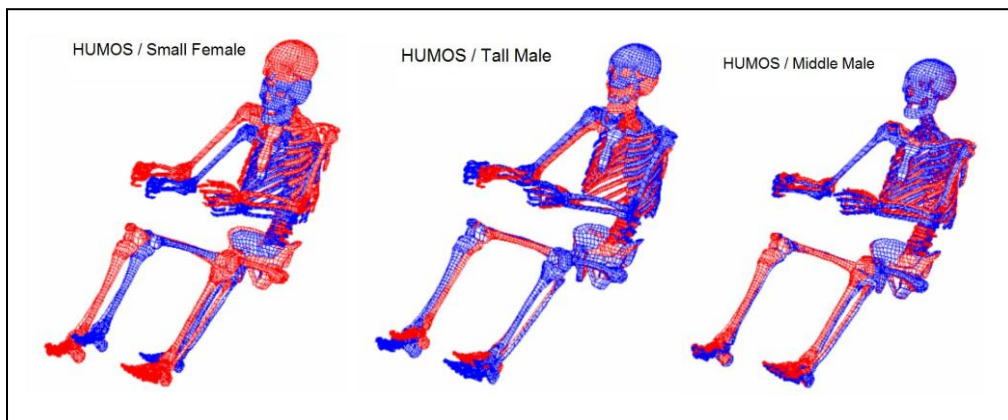 HUMOS / Small Female
HUMOS / Tall Male
HUMOS / Middle Male